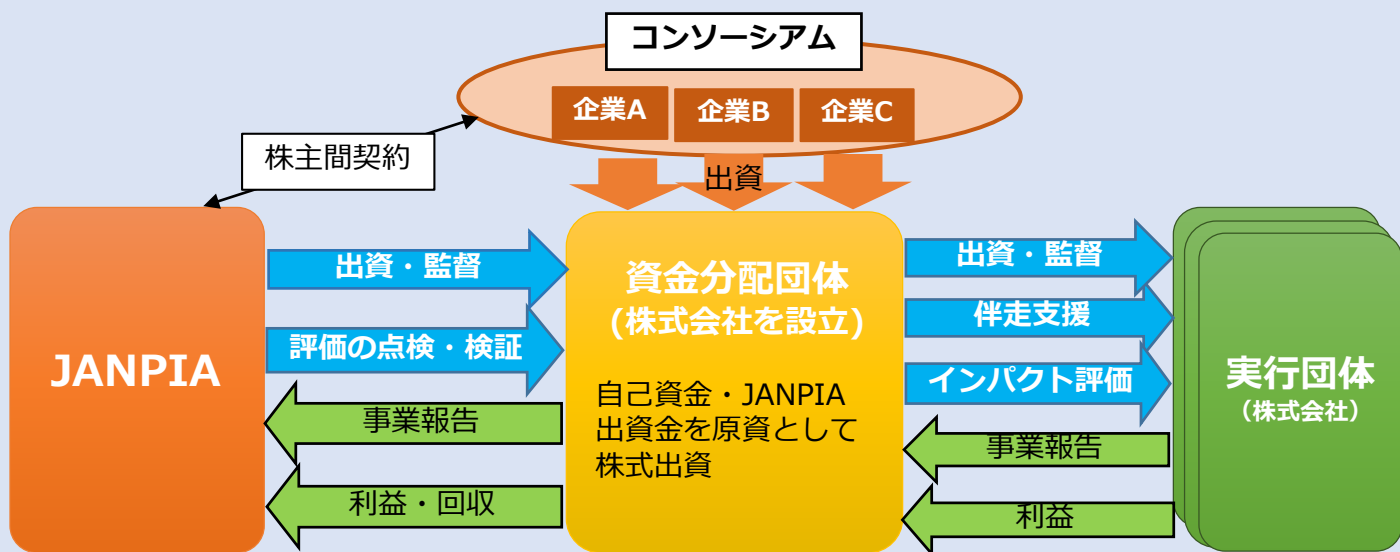 コンソーシアム
企業A
企業B
企業C
株主間契約
出資
JANPIA
出資・監督
評価の点検・検証
事業報告
利益・回収
資金分配団体
(株式会社を設立)
自己資金・JANPIA
出資金を原資として
株式出資
出資・監督
伴走支援
インパクト評価
事業報告
利益
実行団体
（株式会社）